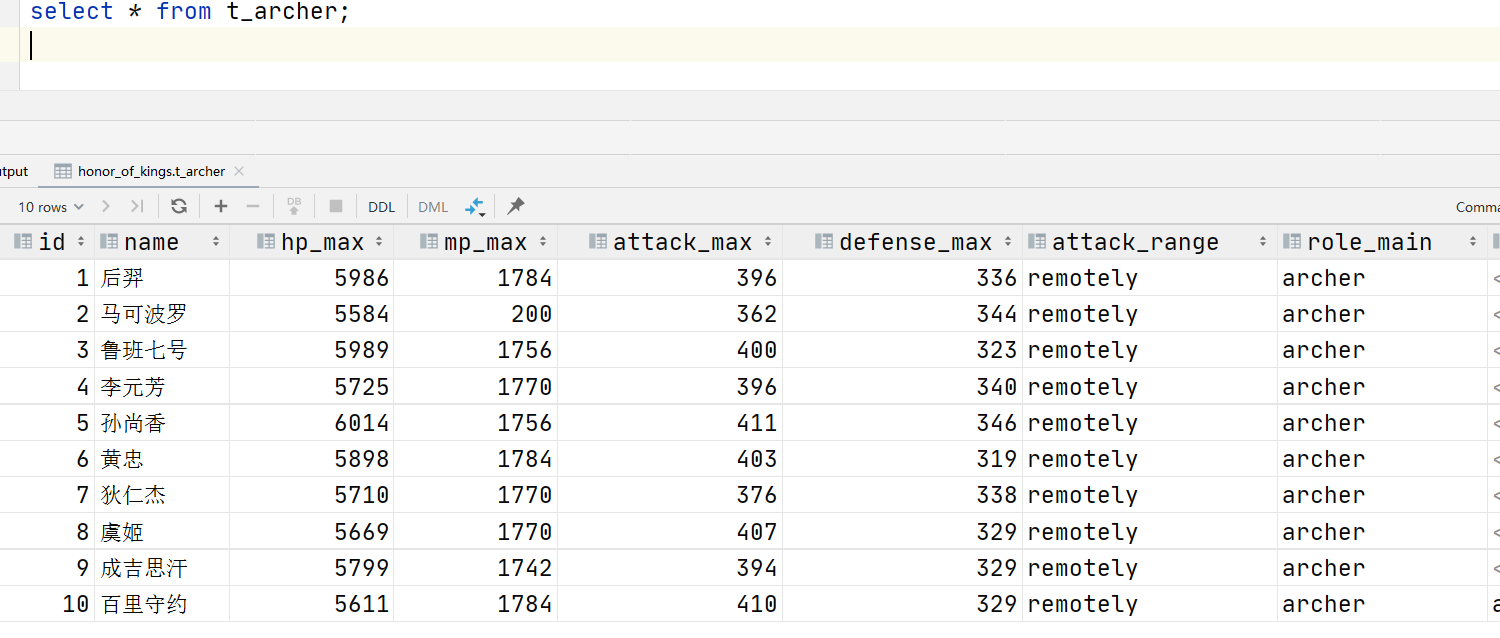 select * from t_archer;
honor_of_kings.t_archer
10 rows DB DDL DML
id name hp_max mp_max attack_max defense_max attack_range role_main
1 后羿 5986 1784 396 336 remotely archer
2 马可波罗 5584 200 362 344 remotely archer
3 鲁班七号 5989 1756 400 323 remotely archer
4 李元芳 5725 1770 396 340 remotely archer
5 孙尚香 6014 1756 411 346 remotely archer
6 黄忠 5898 1784 403 319 remotely archer
7 狄仁杰 5710 1770 376 338 remotely archer
8 虞姬 5669 1770 407 329 remotely archer
9 成吉思汗 5799 1742 394 329 remotely archer
10 百里守约 5611 1784 410 329 remotely archer